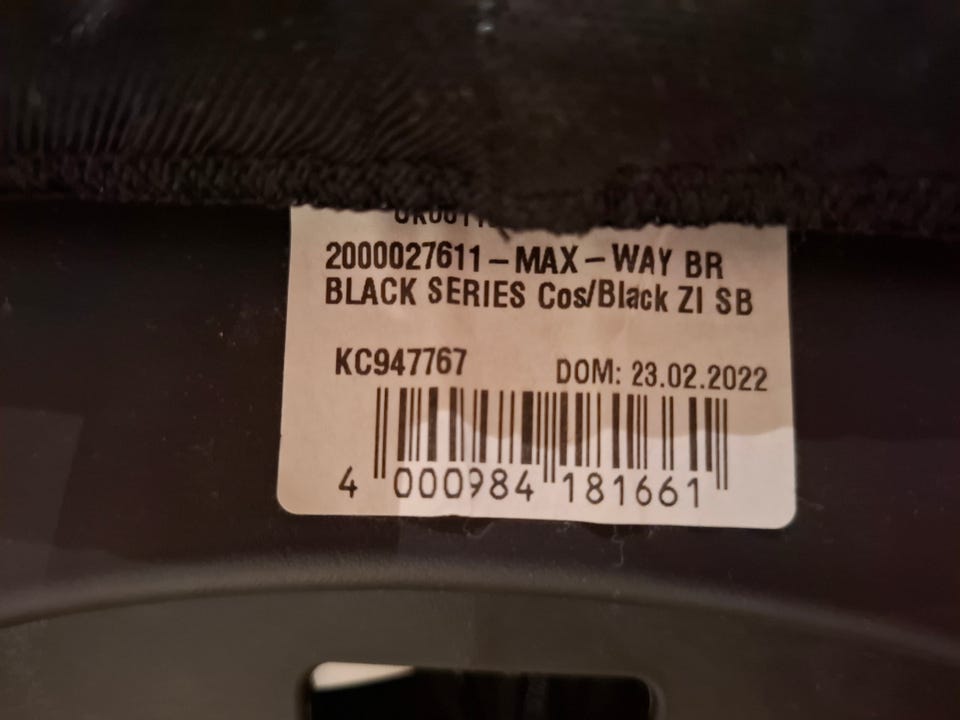 2000027611-MAX-WAY BR
BLACK SERIES Cos/Black ZI SB
KC947767 DOM: 23.02.2022
4 000984 181661